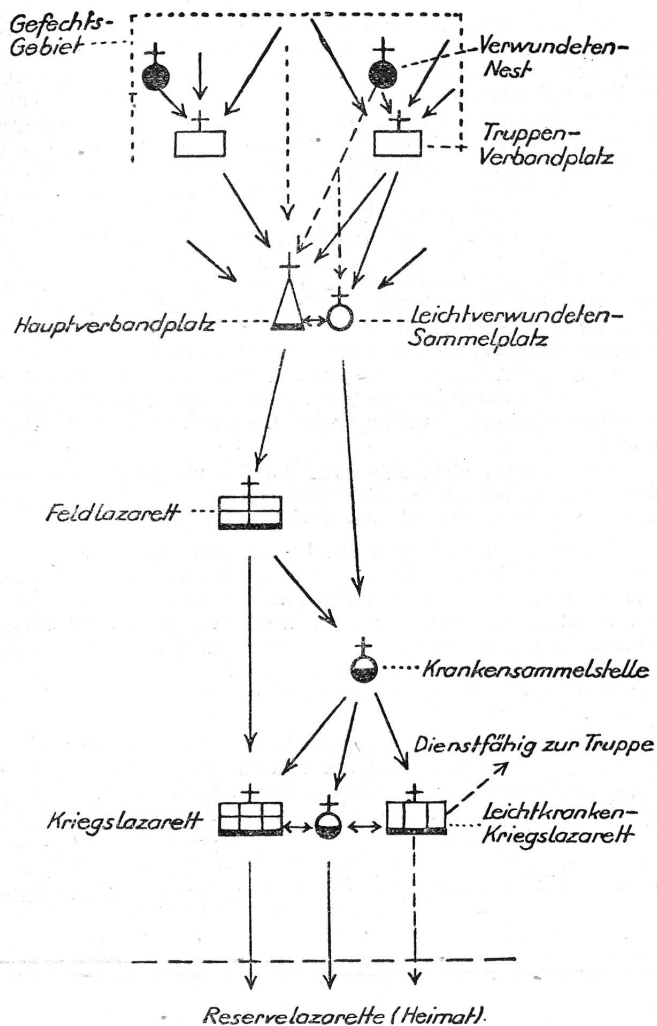 Gefechts-
Gebiet
Verwundeten-
Nest
Truppen-
Verbandplatz
Hauptverbandplatz
Leichtverwundeten-
Sammelplatz
Feldlazarett
Krankensammelstelle
Dienstfähig zur Truppe
Kriegslazarett
Leichtkranken-
Kriegslazarett
Reservelazarette (Heimat).